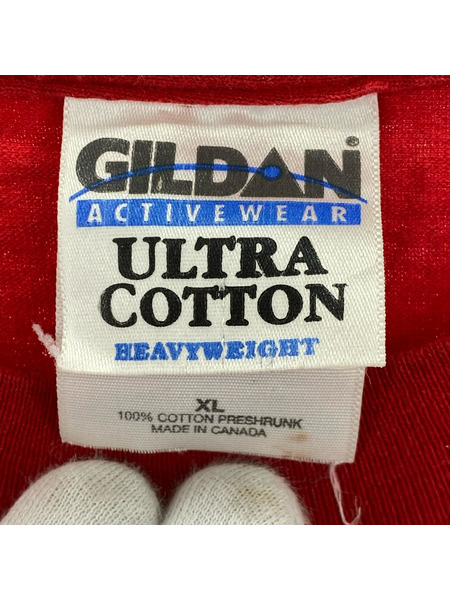 GILDAN®
ACTIVEWEAR
ULTRA
COTTON
HEAVYWEIGHT
XL
100% COTTON PRESHRUNK
MADE IN CANADA